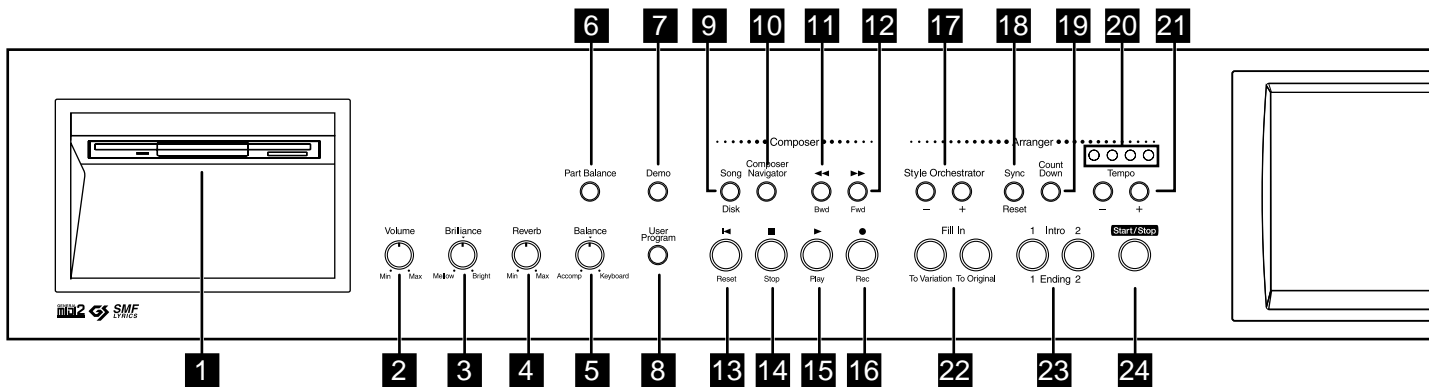 6 7 9 10 11 12 17 18 19 20 21
Composer Arranger
Part Balance Demo Song Composer Navigator ◄◄ ►► Style Orchestrator Sync Count Down Tempo
Disk Bwd Fwd − + Reset − +
Volume Brilliance Reverb Balance User Program I◄ ■ ► ● Fill In 1 Intro 2 Start/Stop
Min Max Mellow Bright Min Max Accomp Keyboard Reset Stop Play Rec To Variation To Original 1 Ending 2
GENERAL MIDI 2 GS SMF
LYRICS
1 2 3 4 5 8 13 14 15 16 22 23 24